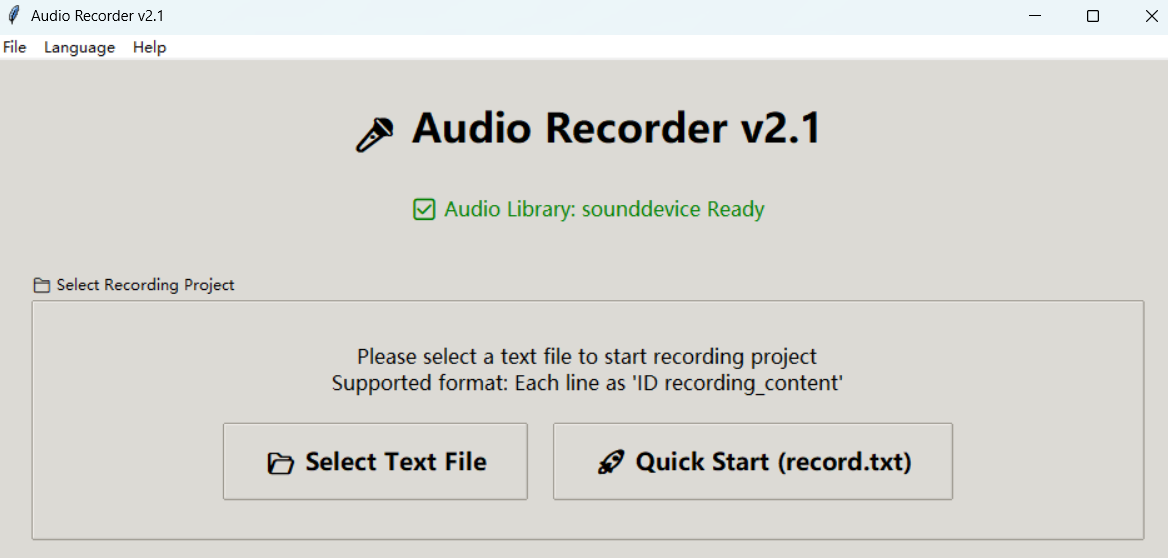 Audio Recorder v2.1
File Language Help
Audio Recorder v2.1
Audio Library: sounddevice Ready
Select Recording Project
Please select a text file to start recording project
Supported format: Each line as 'ID recording_content'
Select Text File
Quick Start (record.txt)